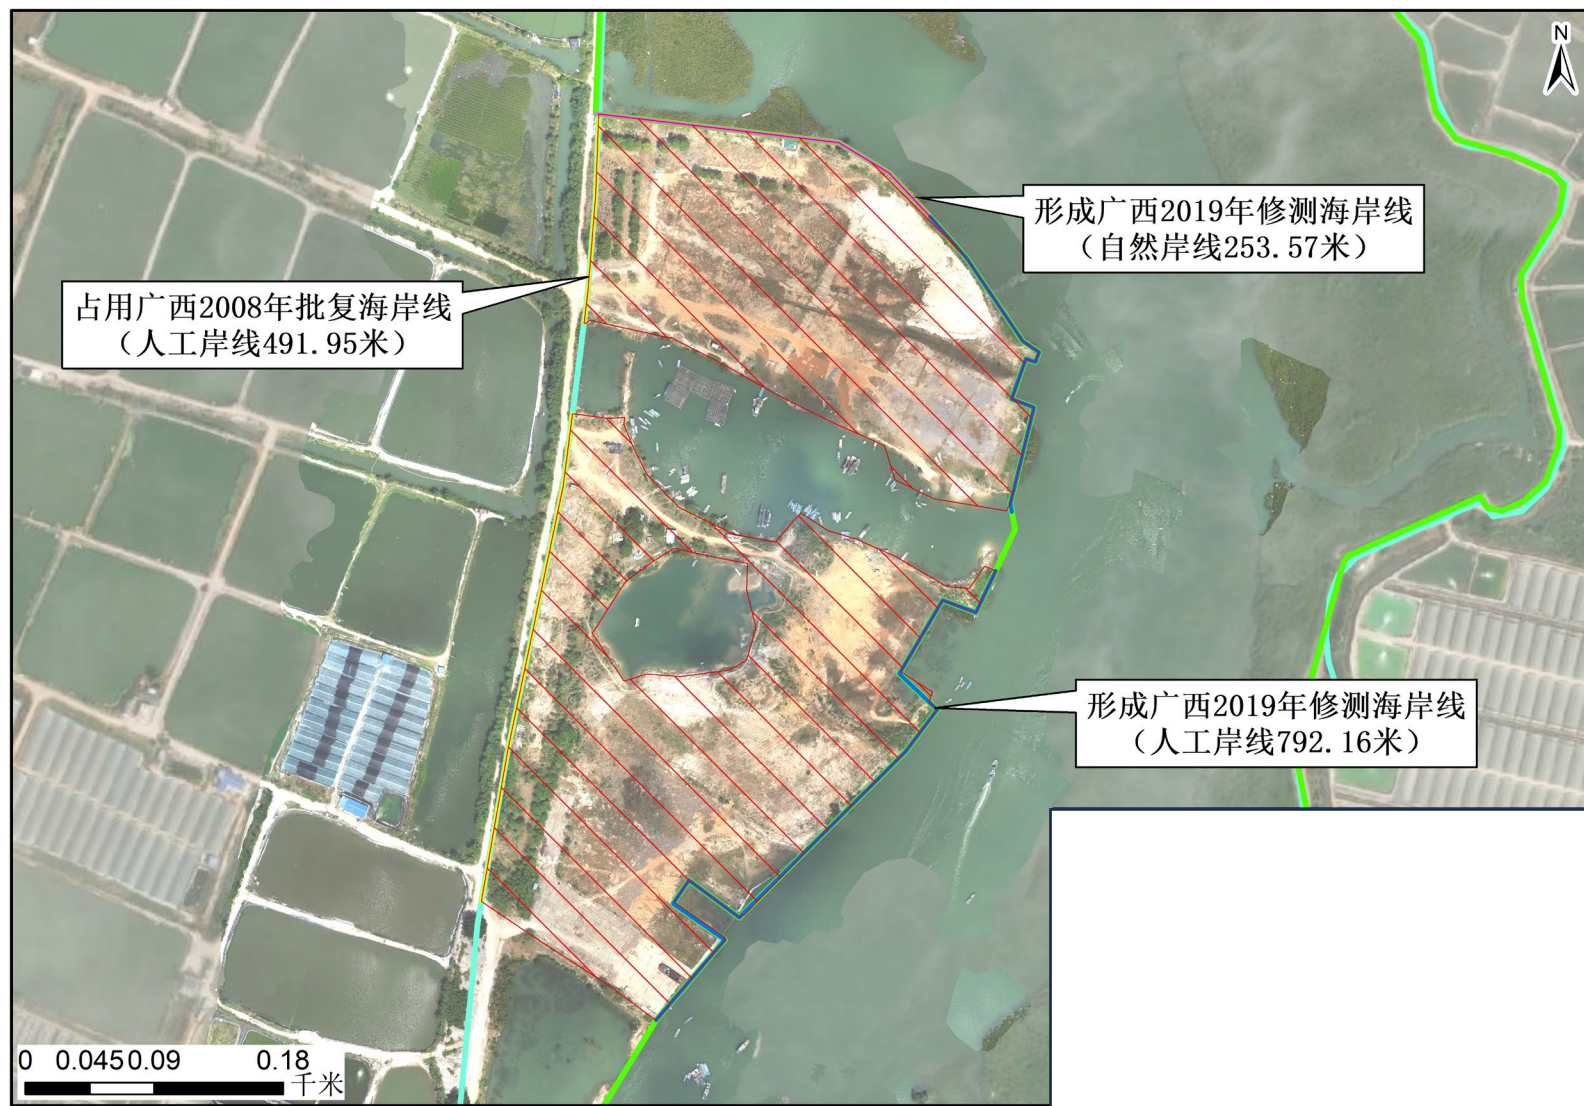 N
形成广西2019年修测海岸线
（自然岸线253.57米）
占用广西2008年批复海岸线
（人工岸线491.95米）
形成广西2019年修测海岸线
（人工岸线792.16米）
0 0.045 0.09 0.18
千米